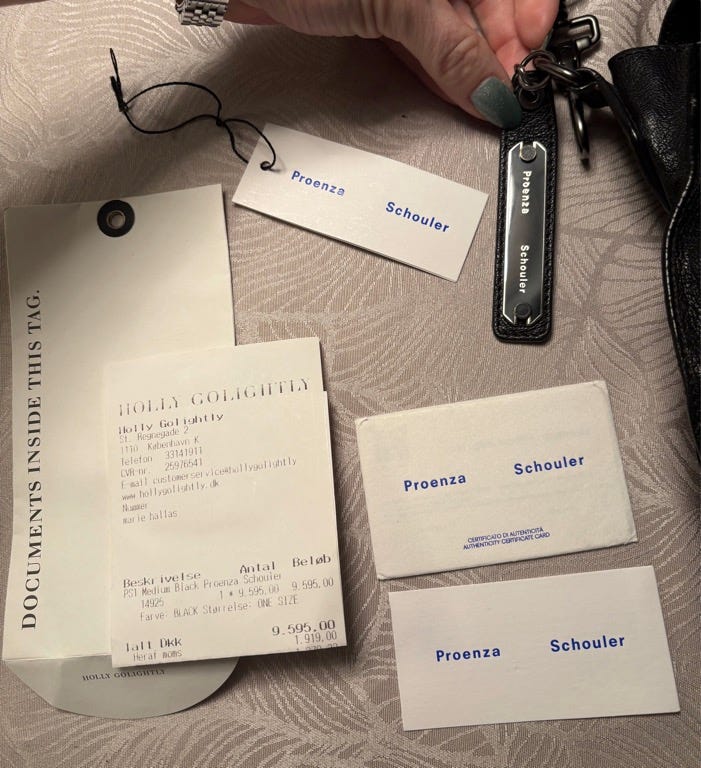 Proenza Schouler
Proenza Schouler
DOCUMENTS INSIDE THIS TAG.
HOLLY GOLIGHTLY
HOLLY GOLIGHTLY
Holly Golightly
St. Regnegade 2
1110 København K
Telefon 33141911
CVR-nr. 25976541
E-mail customerservice@hollygolightly
www.hollygolightly.dk
Nummer
marie hallas
Beskrivelse Antal Beløb
PS1 Medium Black Proenza Schouler
14925 1 * 9.595,00 9.595,00
Farve: BLACK Størrelse: ONE SIZE
Ialt Dkk 9.595,00
Heraf moms 1.919,00
Proenza Schouler
CERTIFICATO DI AUTENTICITÀ
AUTHENTICITY CERTIFICATE CARD
Proenza Schouler